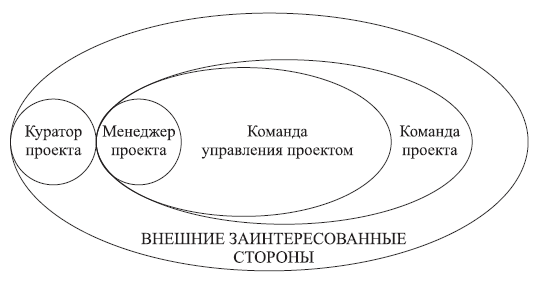 Куратор
проекта
Менеджер
проекта
Команда
управления проектом
Команда
проекта
ВНЕШНИЕ ЗАИНТЕРЕСОВАННЫЕ
СТОРОНЫ